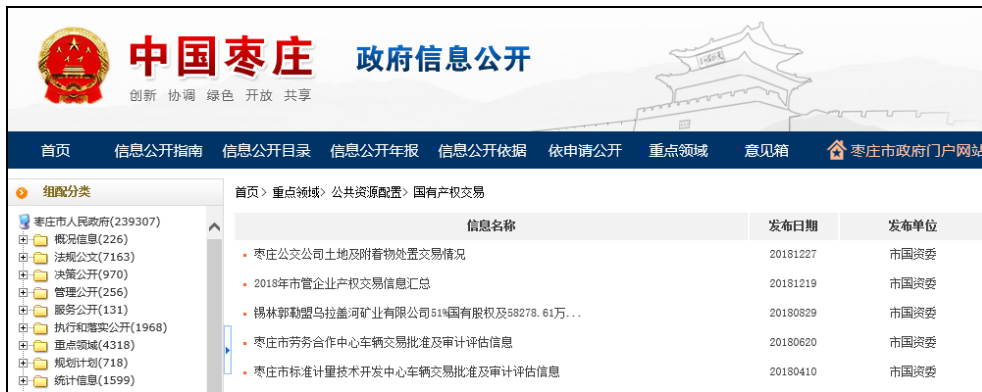 中国枣庄
政府信息公开
创新 协调 绿色 开放 共享
首页 信息公开指南 信息公开目录 信息公开年报 信息公开依据 依申请公开 重点领域 意见箱 枣庄市政府门户网站
组配分类
枣庄市人民政府(239307)
概况信息(226)
法规公文(7163)
决策公开(970)
管理公开(256)
服务公开(131)
执行和落实公开(1968)
重点领域(4318)
规划计划(718)
统计信息(1599)
首页> 重点领域> 公共资源配置> 国有产权交易
信息名称 发布日期 发布单位
枣庄公交公司土地及附着物处置交易情况 20181227 市国资委
2018年市管企业产权交易信息汇总 20181219 市国资委
锡林郭勒盟乌拉盖河矿业有限公司51%国有股权及58278.61万... 20180829 市国资委
枣庄市劳务合作中心车辆交易批准及审计评估信息 20180620 市国资委
枣庄市标准计量技术开发中心车辆交易批准及审计评估信息 20180410 市国资委